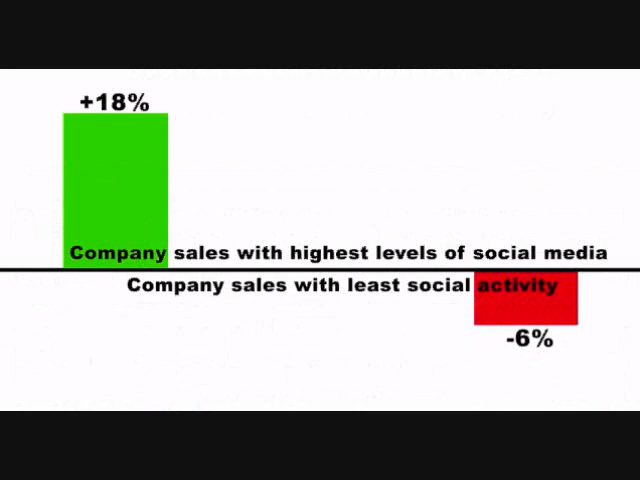 +18%
Company sales with highest levels of social media
Company sales with least social activity
-6%